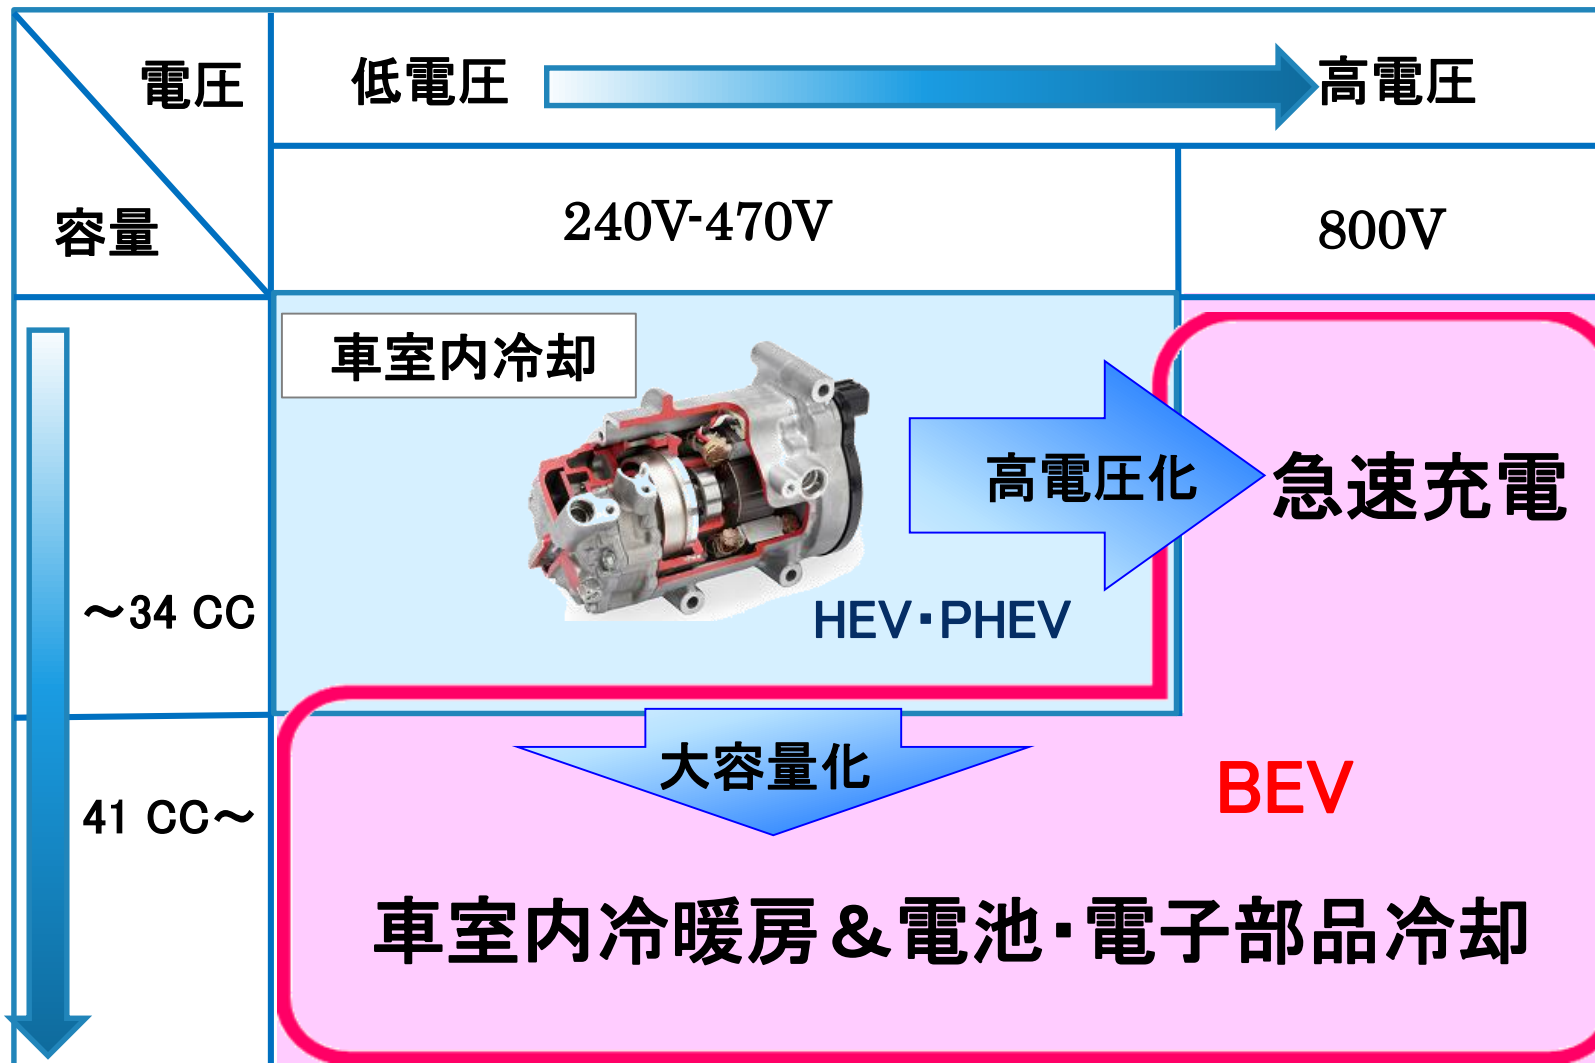 電圧
低電圧
高電圧
容量
240V-470V
800V
車室内冷却
高電圧化
急速充電
～34 CC
HEV・PHEV
大容量化
BEV
41 CC～
車室内冷暖房＆電池・電子部品冷却